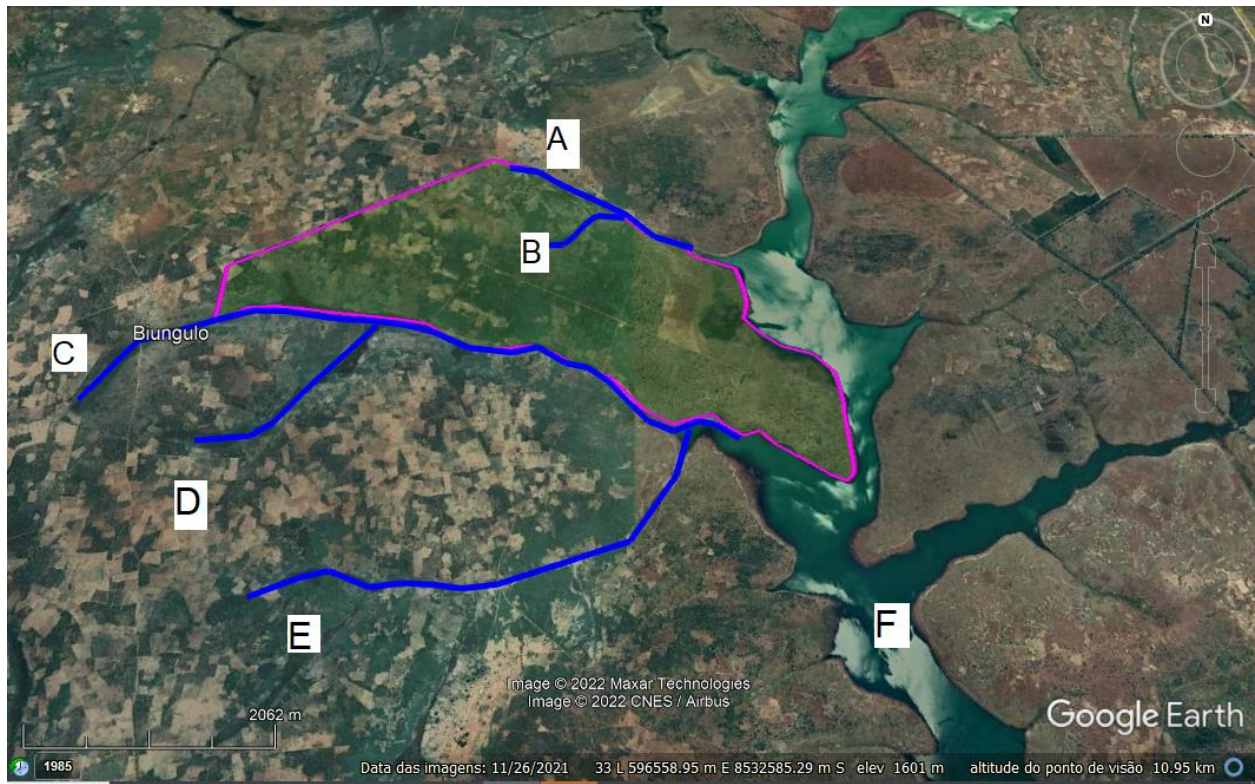 N
A
B
Biungulo
C
D
E
F
Image © 2022 Maxar Technologies
Image © 2022 CNES / Airbus
Google Earth
2062 m
1985
Data das imagens: 11/26/2021 33 L 596558.95 m E 8532585.29 m S elev 1601 m altitude do ponto de visão 10.95 km